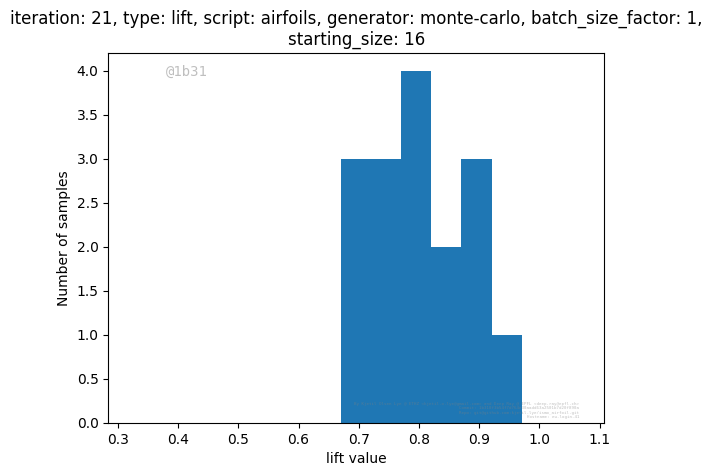 iteration: 21, type: lift, script: airfoils, generator: monte-carlo, batch_size_factor: 1,
starting_size: 16
@1b31
4.0
3.5
3.0
2.5
2.0
1.5
1.0
0.5
0.0
Number of samples
0.3 0.4 0.5 0.6 0.7 0.8 0.9 1.0 1.1
lift value